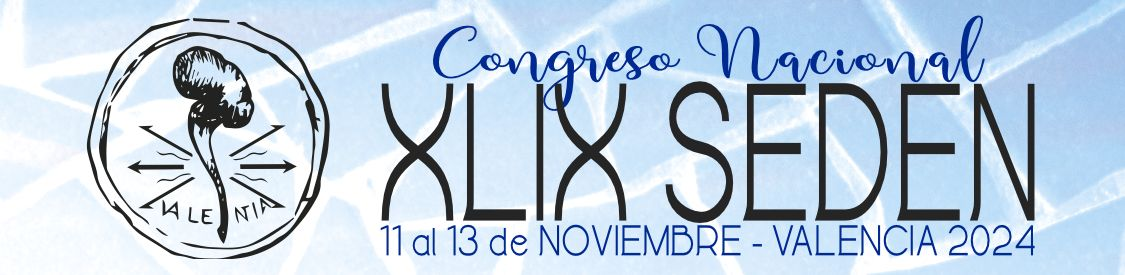 Congreso Nacional
XLIX SEDEN
11 al 13 de NOVIEMBRE - VALENCIA 2024
VALENTIA